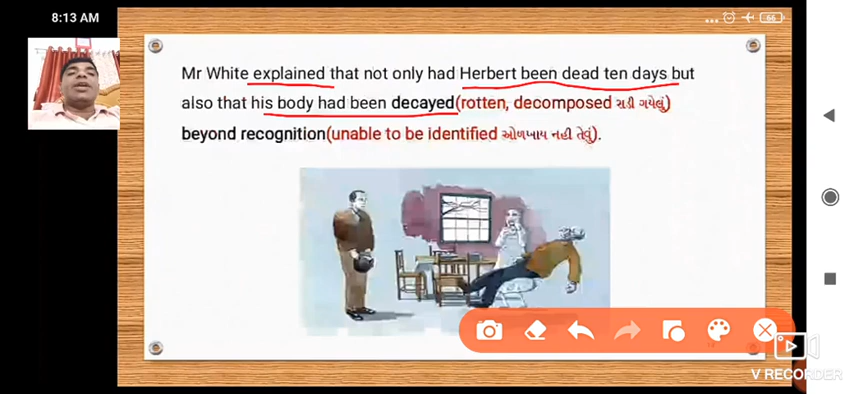 8:13 AM
66
Mr White explained that not only had Herbert been dead ten days but
also that his body had been decayed(rotten, decomposed સડી ગયેલું)
beyond recognition(unable to be identified ઓળખાય નહી તેવું).
V RECORDER